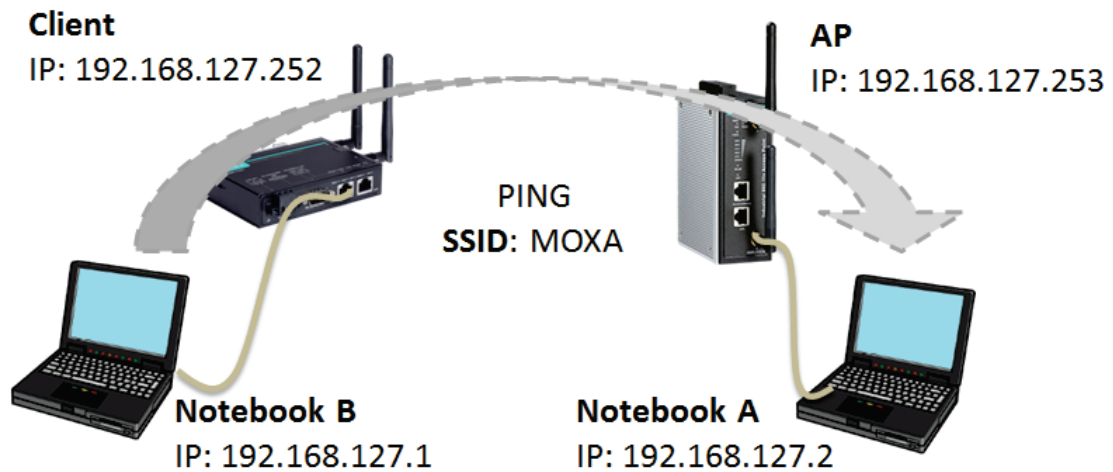 Client
IP: 192.168.127.252
AP
IP: 192.168.127.253
PING
SSID: MOXA
Notebook B
IP: 192.168.127.1
Notebook A
IP: 192.168.127.2